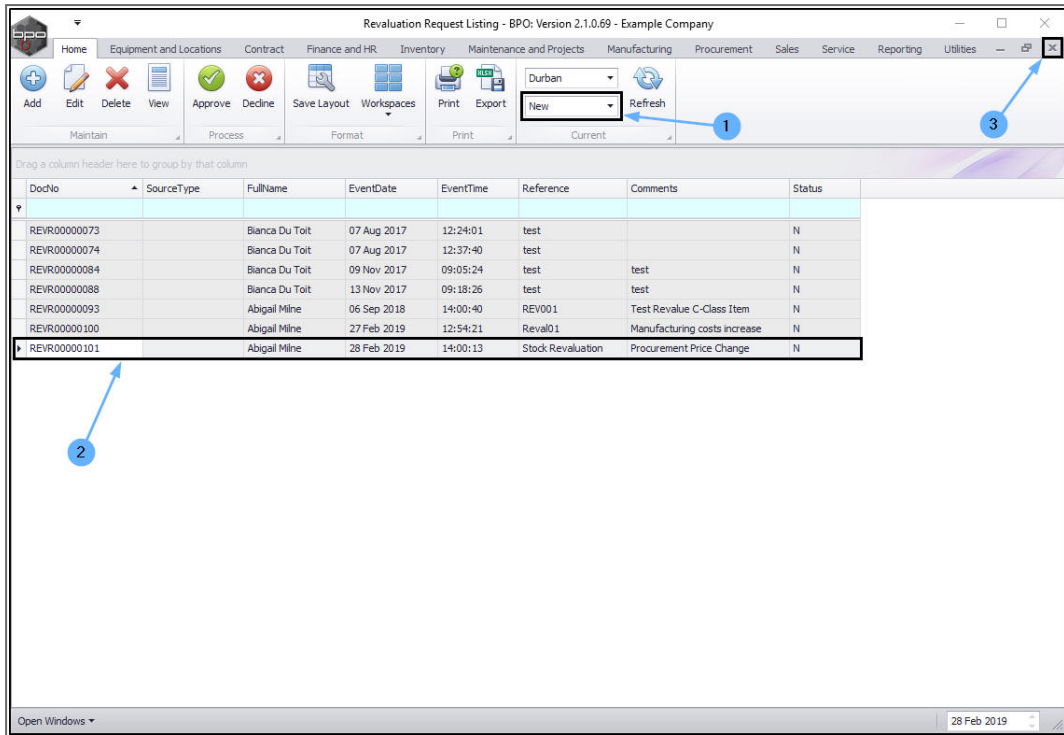 bpo
Revaluation Request Listing - BPO: Version 2.1.0.69 - Example Company
Home Equipment and Locations Contract Finance and HR Inventory Maintenance and Projects Manufacturing Procurement Sales Service Reporting Utilities
Add Edit Delete View Approve Decline Save Layout Workspaces Print Export Durban Refresh
XLSX
New
1
3
Maintain Process Format Print Current
Drag a column header here to group by that column
DocNo SourceType FullName EventDate EventTime Reference Comments Status
REVR00000073 Bianca Du Toit 07 Aug 2017 12:24:01 test N
REVR00000074 Bianca Du Toit 07 Aug 2017 12:37:40 test N
REVR00000084 Bianca Du Toit 09 Nov 2017 09:05:24 test test N
REVR00000088 Bianca Du Toit 13 Nov 2017 09:18:26 test test N
REVR00000093 Abigail Milne 06 Sep 2018 14:00:40 REV001 Test Revalue C-Class Item N
REVR00000100 Abigail Milne 27 Feb 2019 12:54:21 Reval01 Manufacturing costs increase N
REVR00000101 Abigail Milne 28 Feb 2019 14:00:13 Stock Revaluation Procurement Price Change N
2
Open Windows 28 Feb 2019